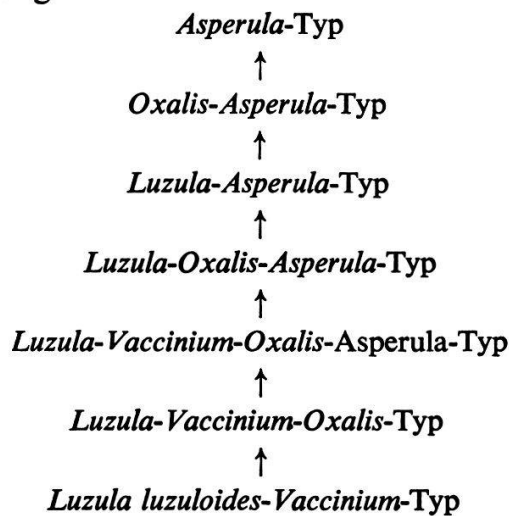 Asperula-Typ
↑
Oxalis-Asperula-Typ
↑
Luzula-Asperula-Typ
↑
Luzula-Oxalis-Asperula-Typ
↑
Luzula-Vaccinium-Oxalis-Asperula-Typ
↑
Luzula-Vaccinium-Oxalis-Typ
↑
Luzula luzuloides-Vaccinium-Typ